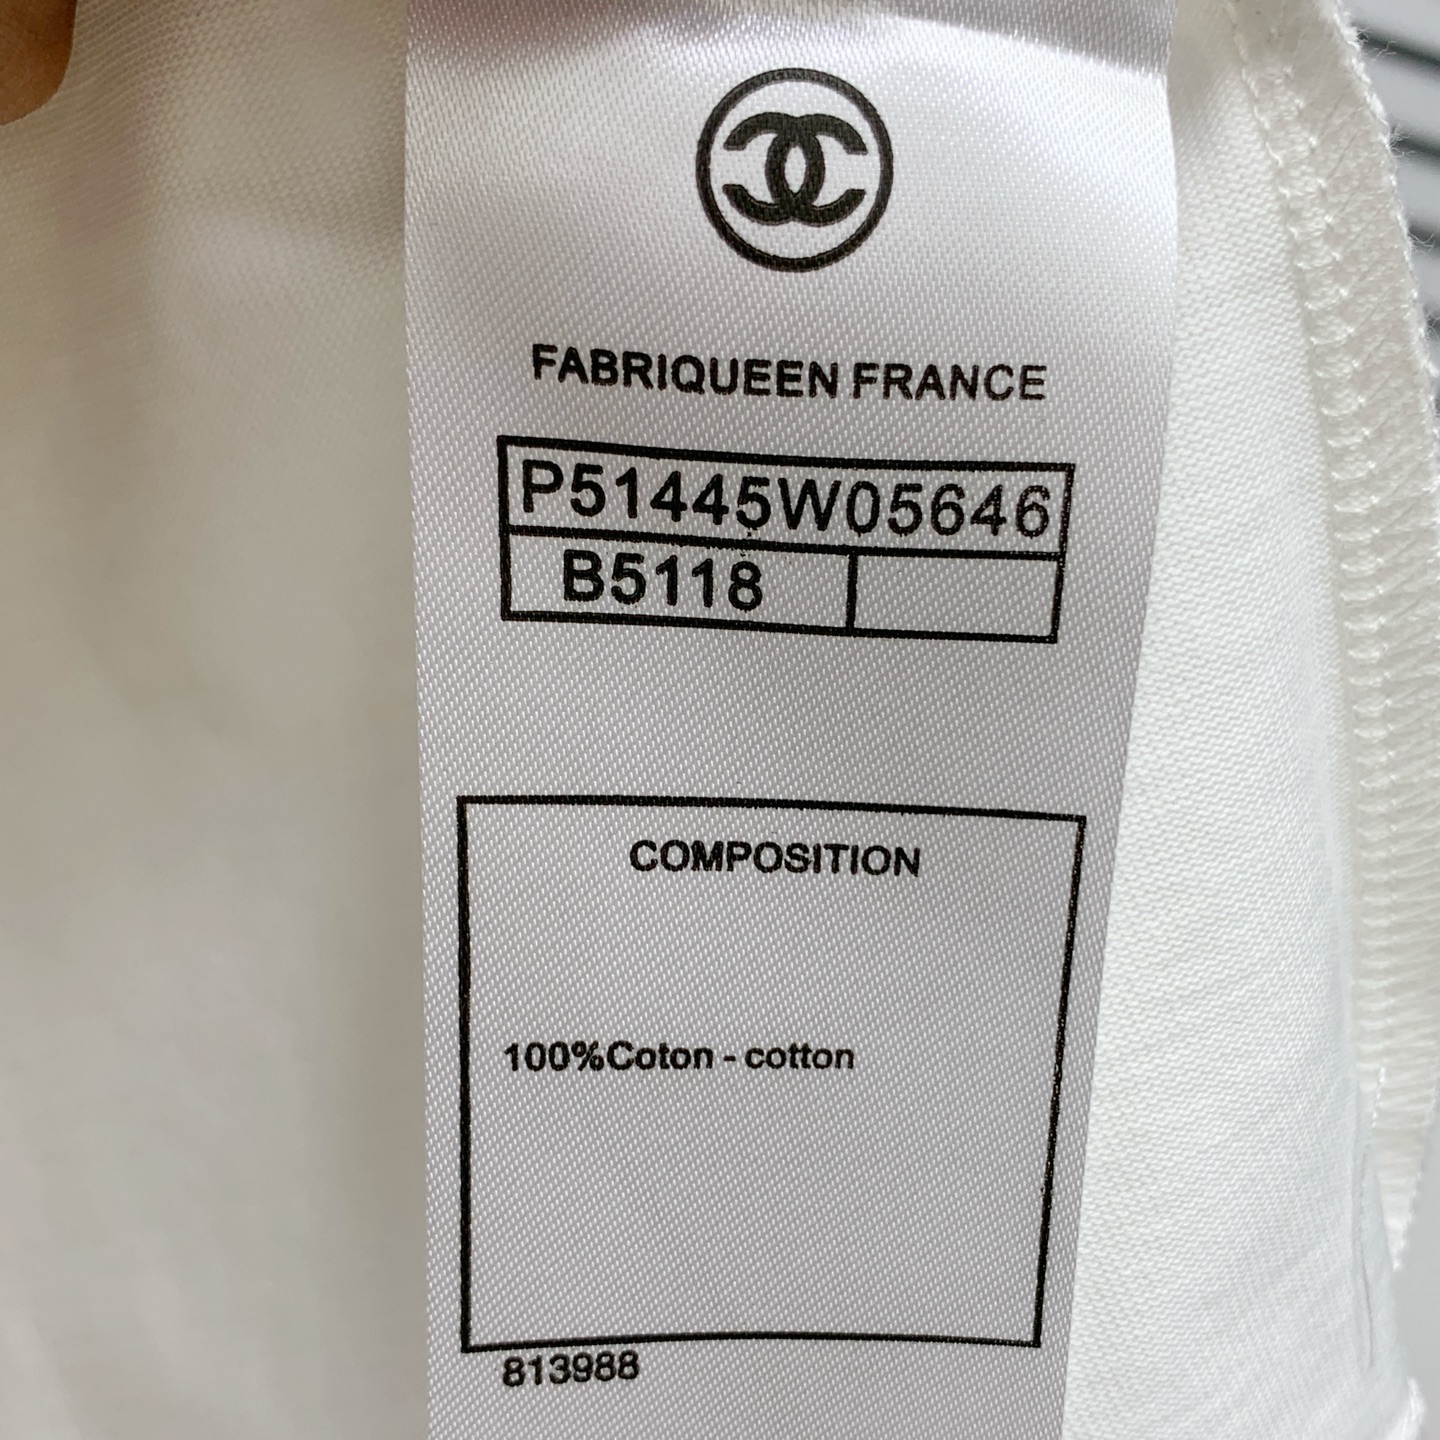 FABRIQUEEN FRANCE
P51445W05646
B5118
COMPOSITION
100%Coton - cotton
813988